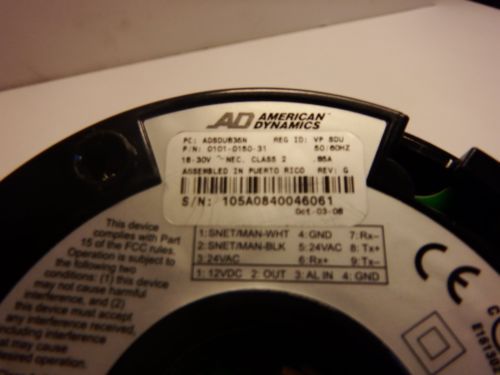 AD AMERICAN
DYNAMICS
PC: ADSDU836N REG ID: VP SDU
P/N: 0101-0150-31 50/60HZ
18-30V ~ NEC. CLASS 2 .85A
ASSEMBLED IN PUERTO RICO REV: G
S/N: 105A0840046061
Oct-03-08
This device
complies with Part
15 of the FCC rules.
Operation is subject to
the following two
conditions: (1) this device
may not cause harmful
interference, and (2)
this device must accept
any interference received,
including interference
that may cause
desired operation.
1:SNET/MAN-WHT 4:GND 7:Rx-
2:SNET/MAN-BLK 5:24VAC 8:Tx+
3:24VAC 6:Rx+ 9:Tx-
1:12VDC 2:OUT 3:AL IN 4:GND
CE